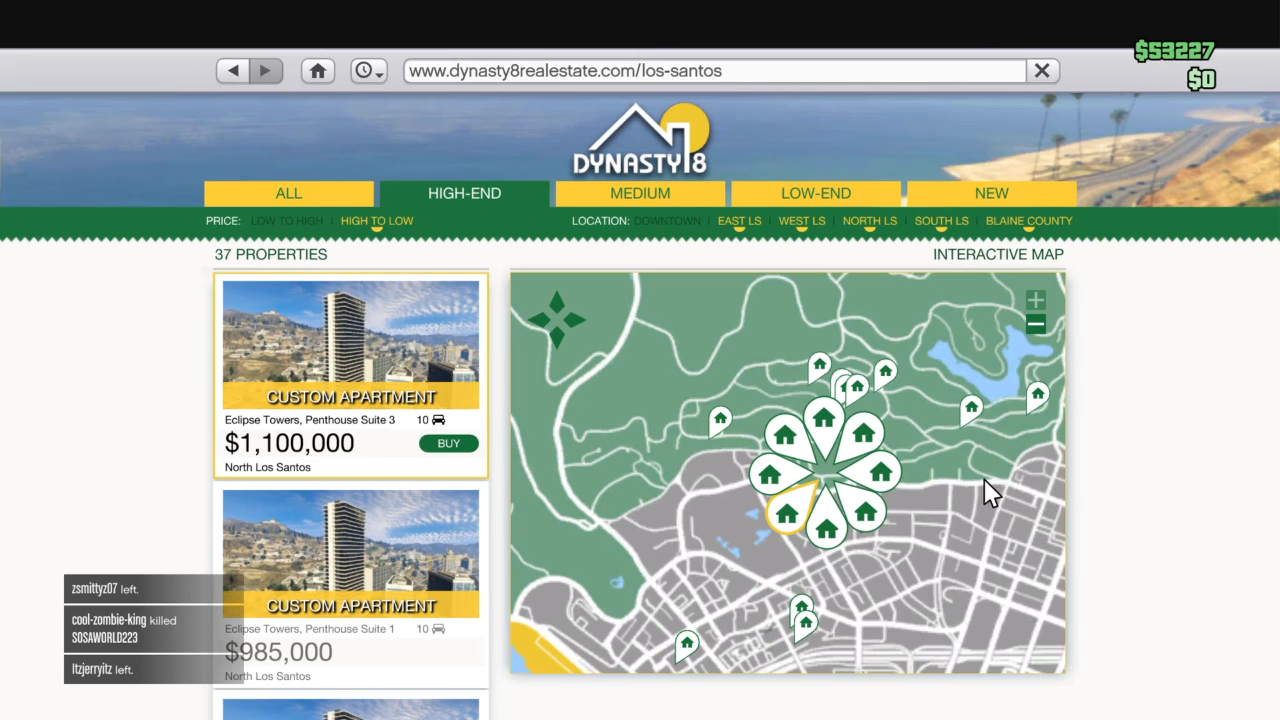 $53227
$0
www.dynasty8realestate.com/los-santos
DYNASTY 8
ALL
HIGH-END
MEDIUM
LOW-END
NEW
PRICE: LOW TO HIGH | HIGH TO LOW
LOCATION: DOWNTOWN | EAST LS | WEST LS | NORTH LS | SOUTH LS | BLAINE COUNTY
37 PROPERTIES
INTERACTIVE MAP
CUSTOM APARTMENT
Eclipse Towers, Penthouse Suite 3 10
$1,100,000 BUY
North Los Santos
CUSTOM APARTMENT
Eclipse Towers, Penthouse Suite 1 10
$985,000
North Los Santos
zsmittyz07 left.
cool-zombie-king killed
SOSAWORLD223
Itzjerryitz left.